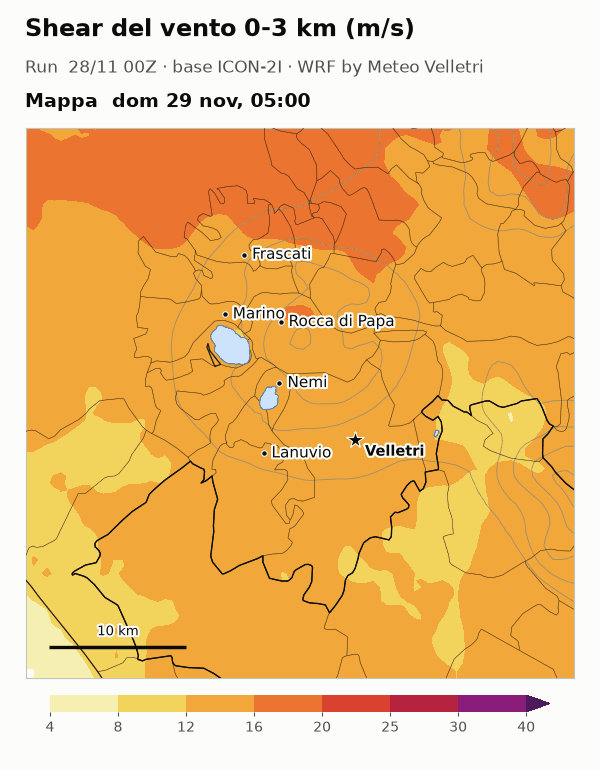 Shear del vento 0-3 km (m/s)
Run  28/11 00Z · base ICON-2I · WRF by Meteo Velletri
Mappa  dom 29 nov, 05:00
Frascati
Marino
Rocca di Papa
Nemi
Velletri
Lanuvio
10 km
4 8 12 16 20 25 30 40